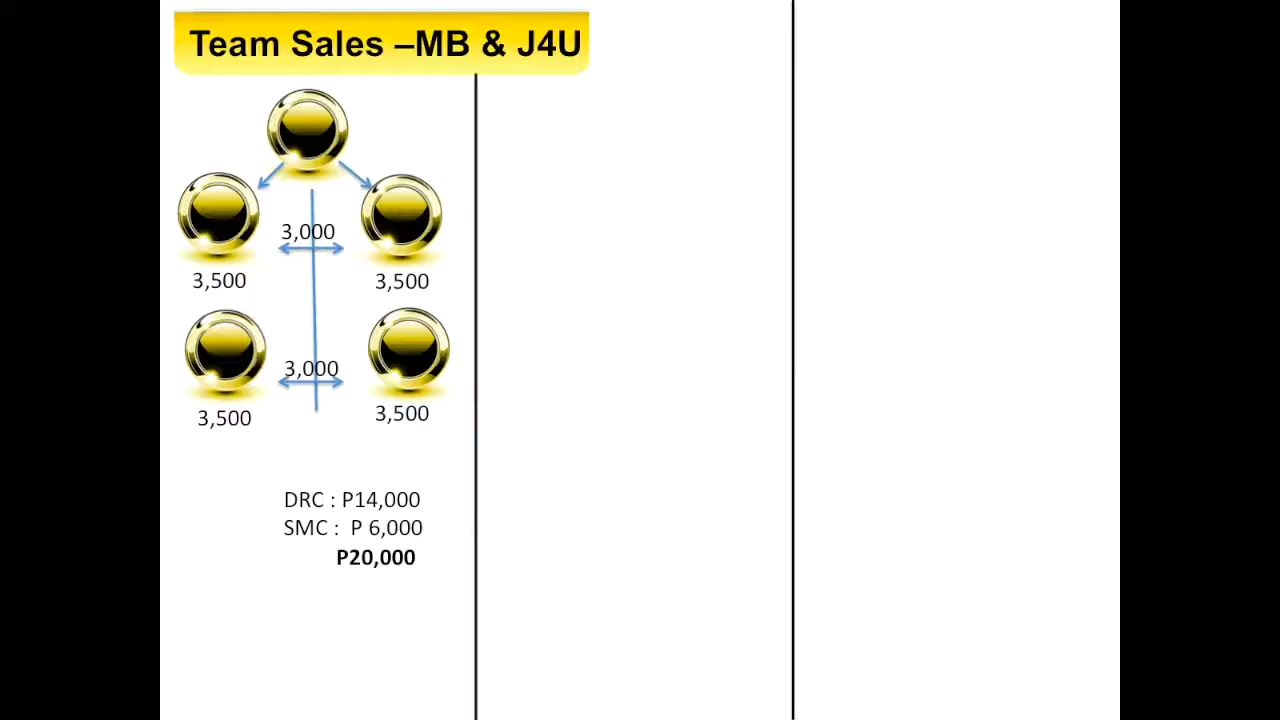 Team Sales –MB & J4U
3,000
3,500
3,500
3,000
3,500
3,500
DRC : P14,000
SMC : P 6,000
P20,000